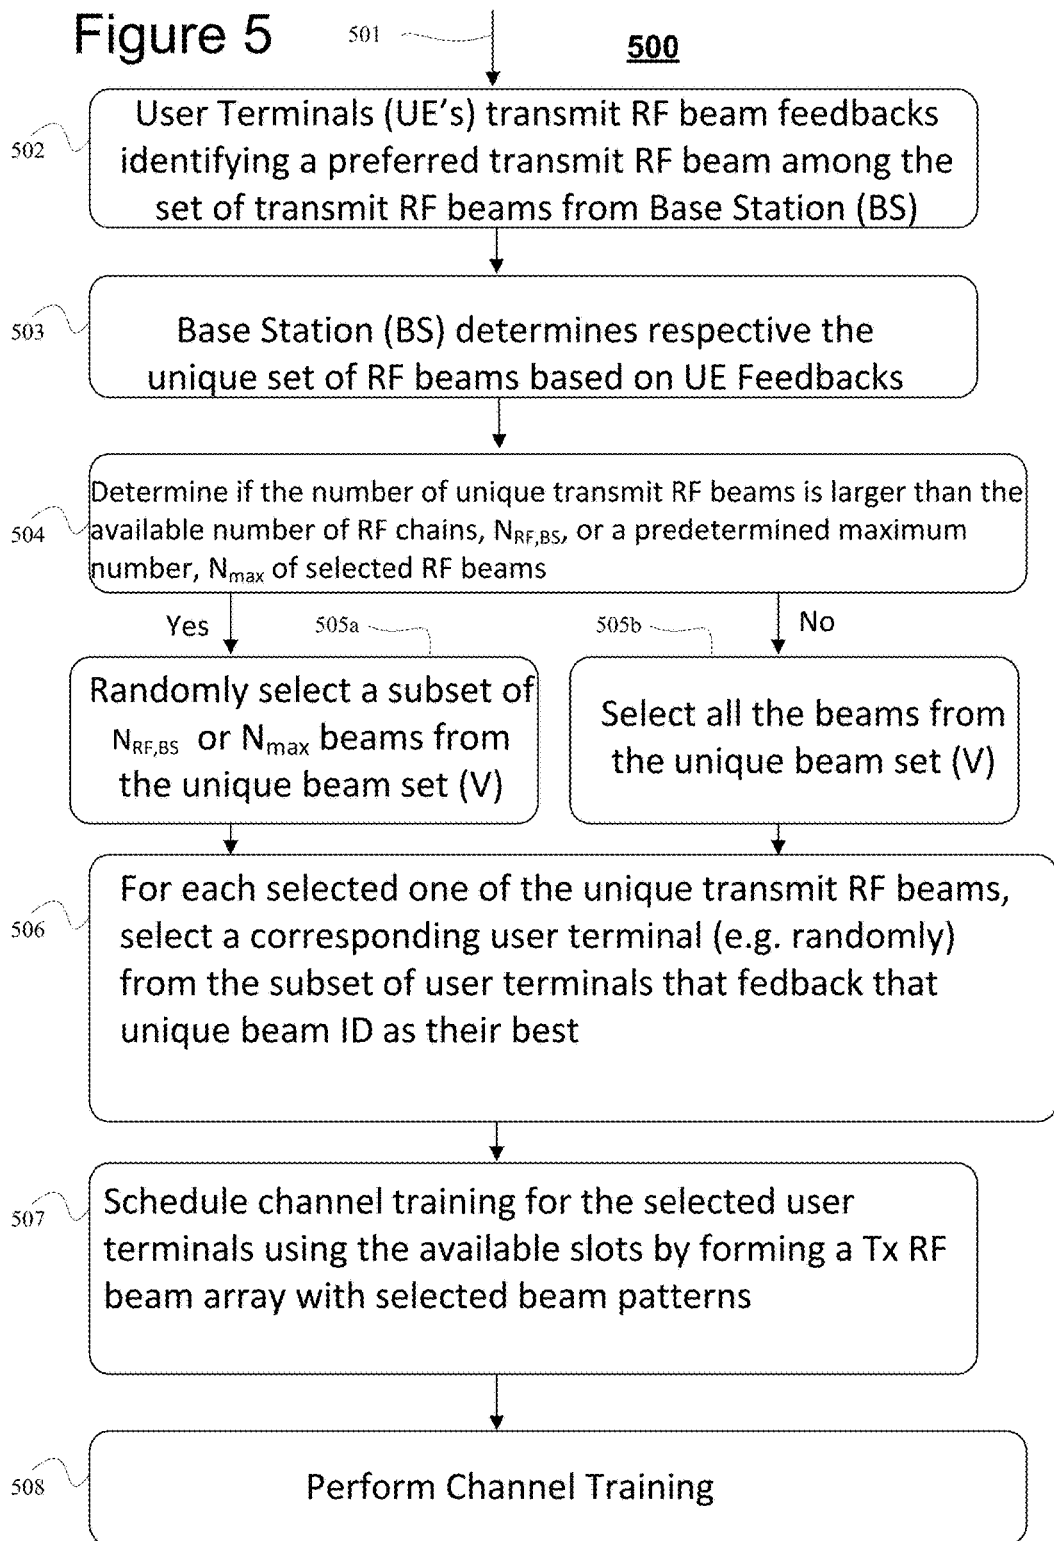 Figure 5
501
500
502
User Terminals (UE's) transmit RF beam feedbacks
identifying a preferred transmit RF beam among the
set of transmit RF beams from Base Station (BS)
503
Base Station (BS) determines respective the
unique set of RF beams based on UE Feedbacks
504
Determine if the number of unique transmit RF beams is larger than the
available number of RF chains, N_RF,BS, or a predetermined maximum
number, N_max of selected RF beams
Yes
505a
505b
No
Randomly select a subset of
N_RF,BS or N_max beams from
the unique beam set (V)
Select all the beams from
the unique beam set (V)
506
For each selected one of the unique transmit RF beams,
select a corresponding user terminal (e.g. randomly)
from the subset of user terminals that fedback that
unique beam ID as their best
507
Schedule channel training for the selected user
terminals using the available slots by forming a Tx RF
beam array with selected beam patterns
508
Perform Channel Training